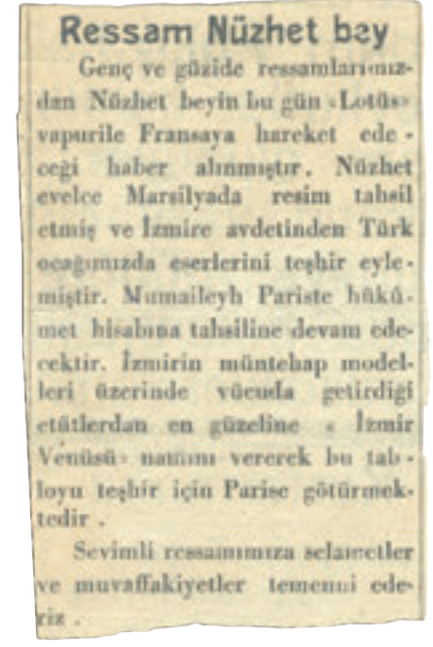 Ressam Nüzhet bey
Genç ve güzide ressamlarımız-
dan Nüzhet beyin bu gün «Lotüs»
vapurile Fransaya hareket ede -
ceği haber alınmıştır. Nüzhet
evelce Marsilyada resim tahsil
etmiş ve İzmire avdetinden Türk
ocağımızda eserlerini teşhir eyle-
miştir. Mumaileyh Pariste hükû-
met hisabına tahsiline devam ede-
cektir. İzmirin müntehap model-
leri üzerinde vücuda getirdiği
etütlerdan en güzeline « İzmir
Venüsü» namını vererek bu tab -
loyu teşhir için Parise götürmek-
tedir .
Sevimli ressamımıza selametler
ve muvaffakiyetler temenni ede-
riz .